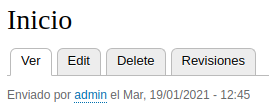 Inicio
Ver Edit Delete Revisiones
Enviado por admin el Mar, 19/01/2021 - 12:45